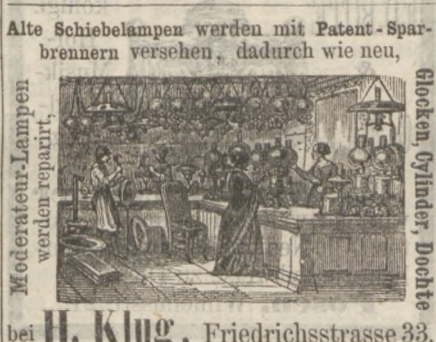 Alte Schiebelampen werden mit Patent-Spar-
brennern versehen, dadurch wie neu,
Moderateur-Lampen
werden reparirt,
Glocken, Cylinder, Dochte
bei H. Klug, Friedrichsstrasse 33.